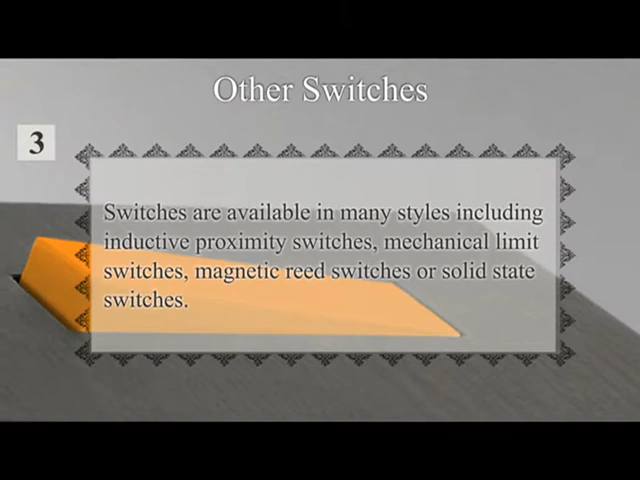 Other Switches
3
Switches are available in many styles including
inductive proximity switches, mechanical limit
switches, magnetic reed switches or solid state
switches.